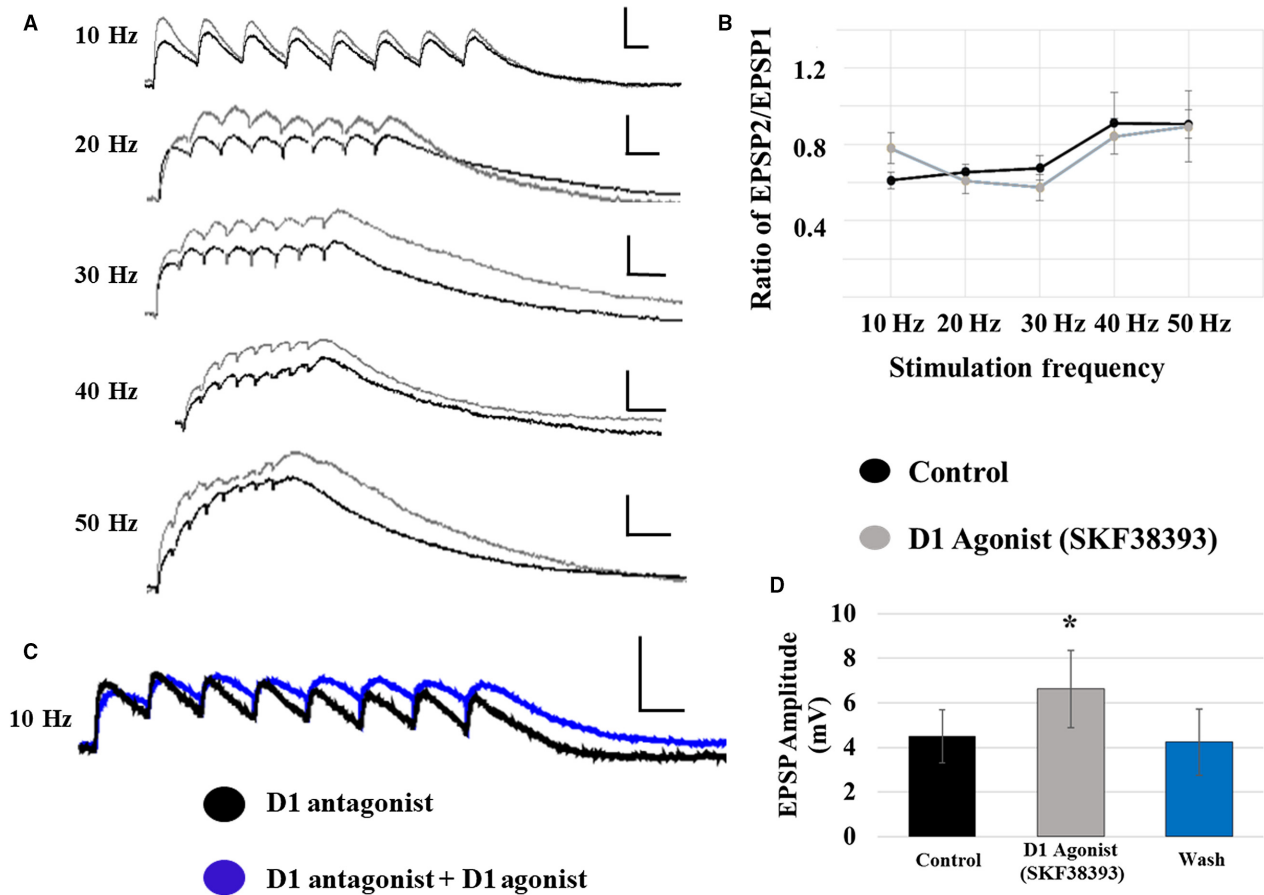 A
10 Hz
20 Hz
30 Hz
40 Hz
50 Hz
B
Ratio of EPSP2/EPSP1
1.2
0.8
0.4
10 Hz 20 Hz 30 Hz 40 Hz 50 Hz
Stimulation frequency
Control
D1 Agonist (SKF38393)
C
10 Hz
D1 antagonist
D1 antagonist + D1 agonist
D
EPSP Amplitude
(mV)
10
8
6
4
2
0
*
Control
D1 Agonist
(SKF38393)
Wash